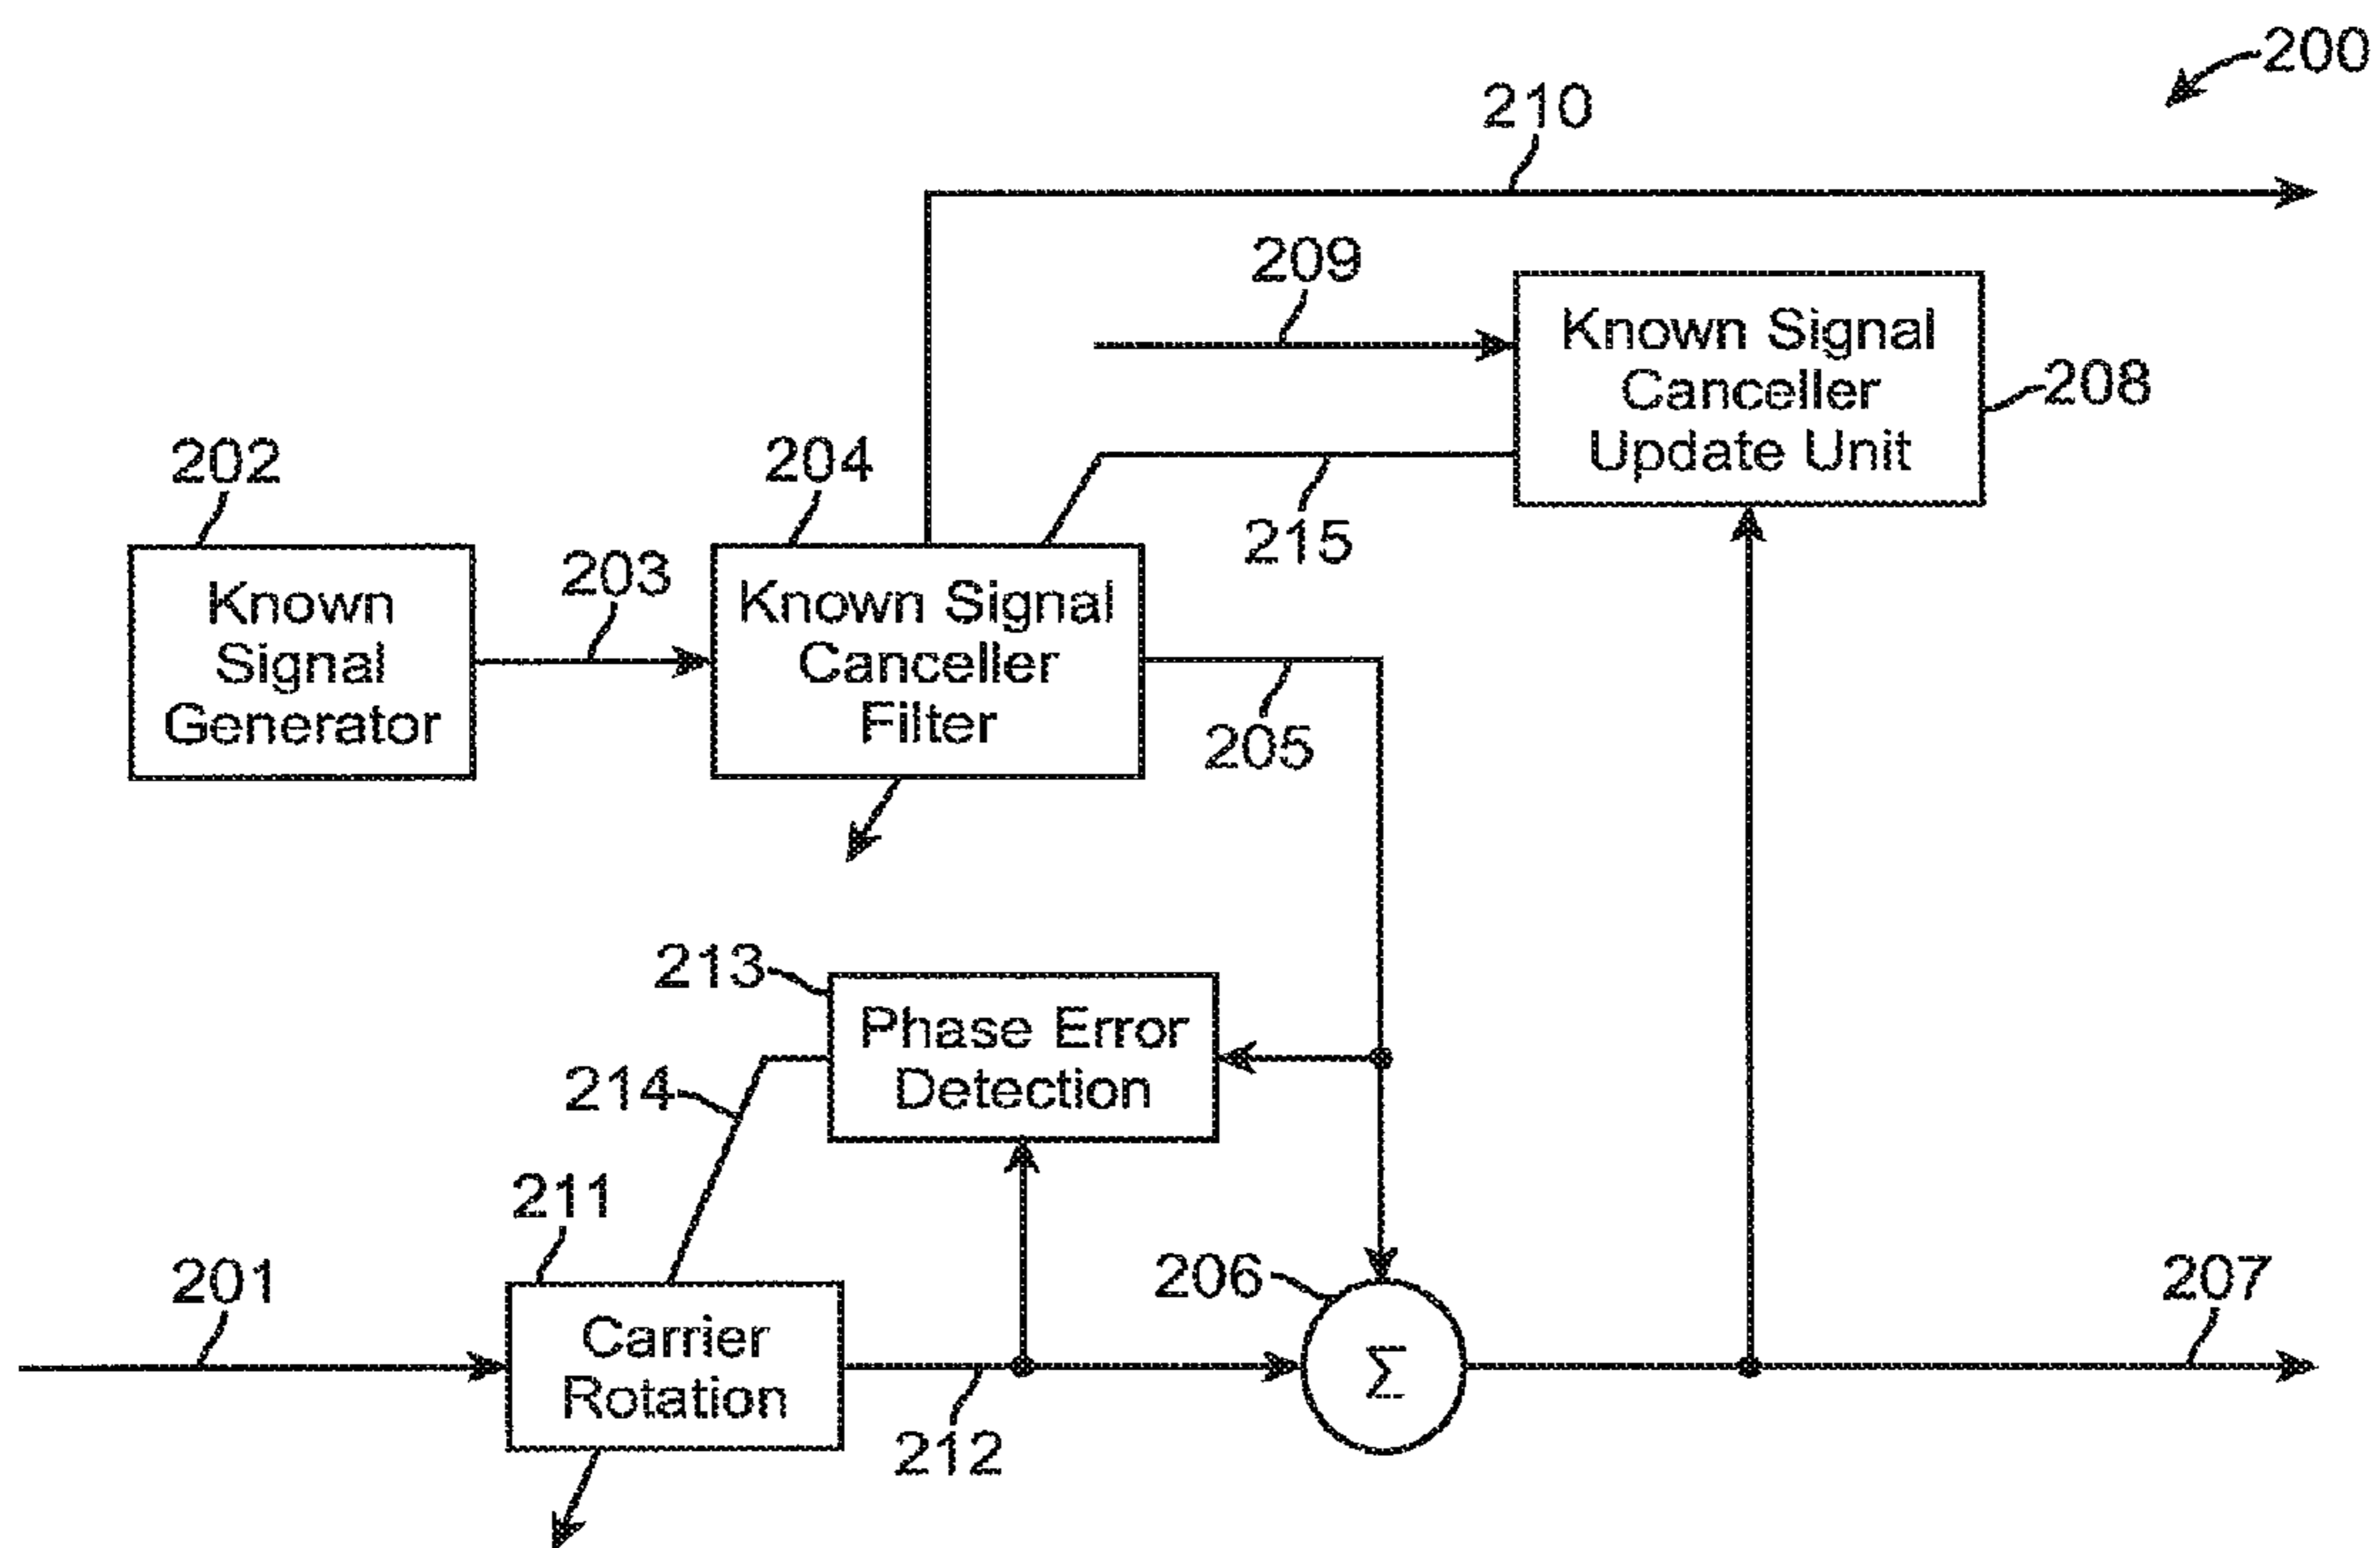 200
210
209
Known Signal
Canceller
Update Unit
208
202
204
215
203
Known
Signal
Generator
Known Signal
Canceller
Filter
205
213
Phase Error
Detection
214
211
206
201
207
Carrier
Rotation
Σ
212